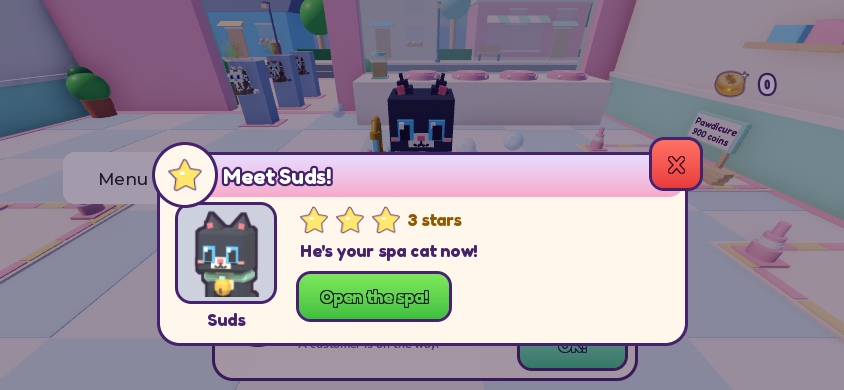 0
Pawdicure
900 coins
Menu
Meet Suds!
3 stars
He's your spa cat now!
Open the spa!
Suds
A customer is on the way!